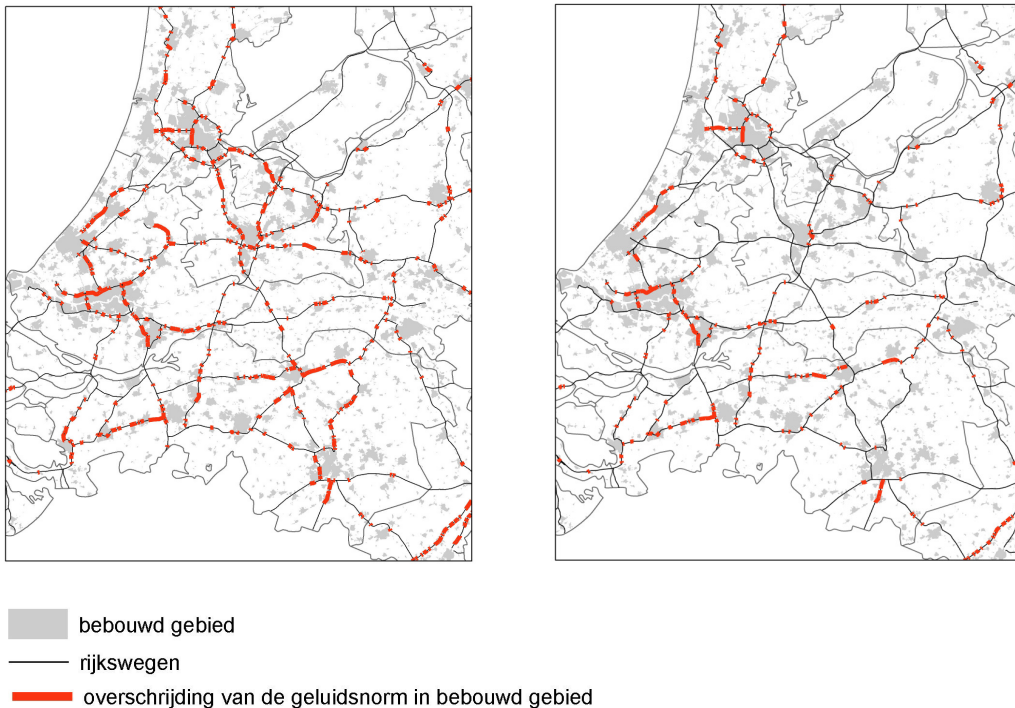 bebouwd gebied
rijkswegen
overschrijding van de geluidsnorm in bebouwd gebied